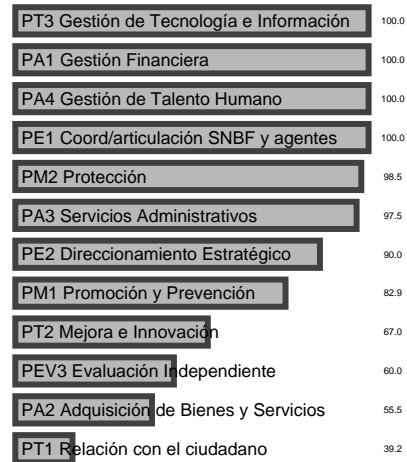 PT3 Gestión de Tecnología e Información 100.0
PA1 Gestión Financiera 100.0
PA4 Gestión de Talento Humano 100.0
PE1 Coord/articulación SNBF y agentes 100.0
PM2 Protección 98.5
PA3 Servicios Administrativos 97.5
PE2 Direccionamiento Estratégico 90.0
PM1 Promoción y Prevención 82.9
PT2 Mejora e Innovación 67.0
PEV3 Evaluación Independiente 60.0
PA2 Adquisición de Bienes y Servicios 55.5
PT1 Relación con el ciudadano 39.2